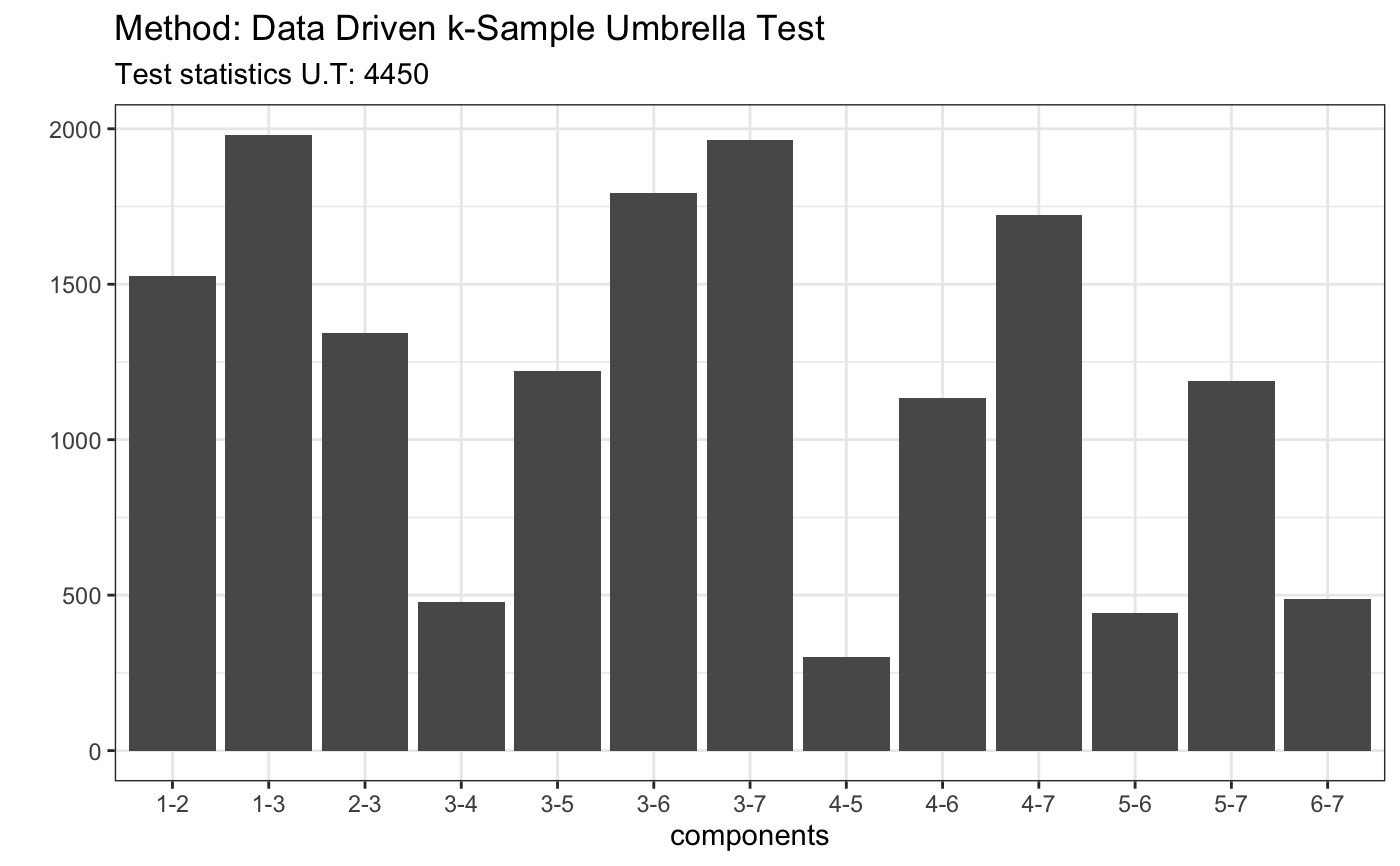 Method: Data Driven k-Sample Umbrella Test
Test statistics U.T: 4450
2000
1500
1000
500
0
1-2 1-3 2-3 3-4 3-5 3-6 3-7 4-5 4-6 4-7 5-6 5-7 6-7
components